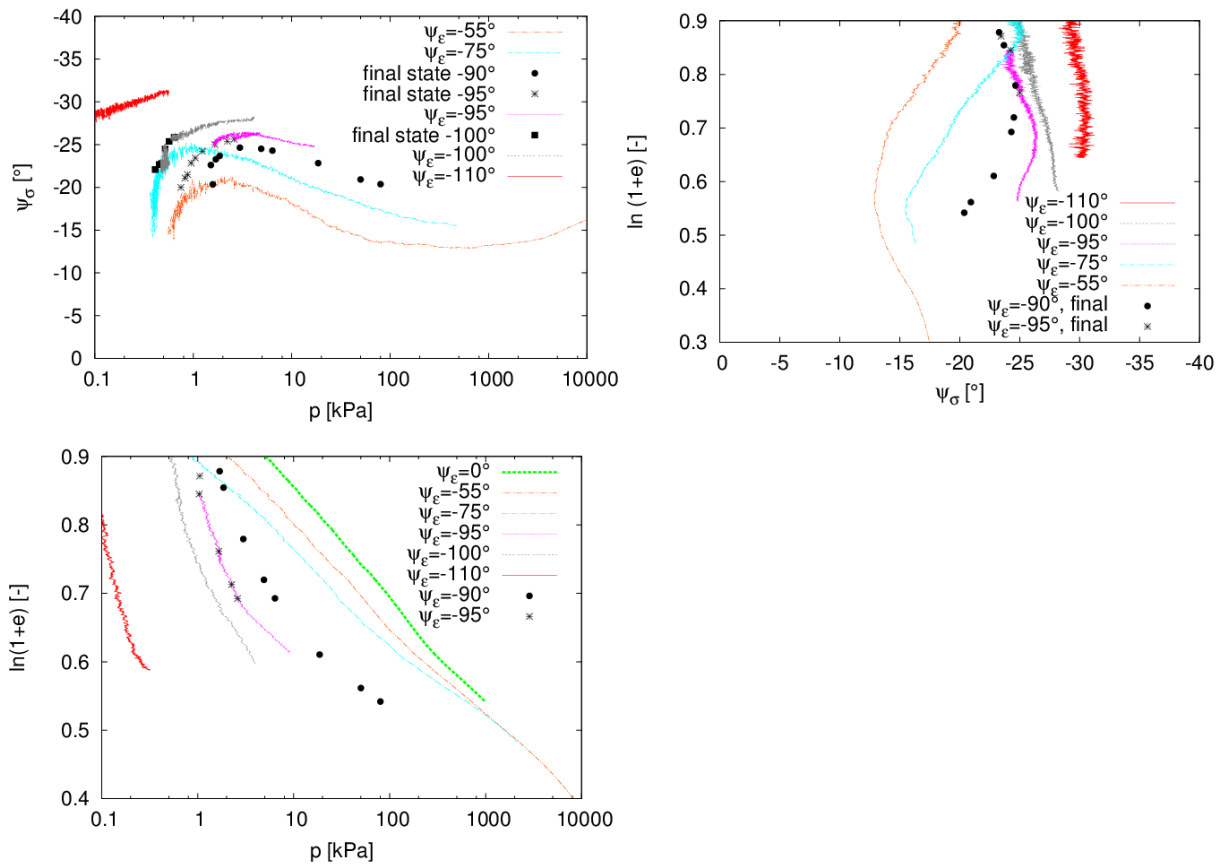 -40
-35
-30
-25
-20
-15
-10
-5
0
ψσ [°]
0.1 1 10 100 1000 10000
p [kPa]
ψε=-55°
ψε=-75°
final state -90°
final state -95°
ψε=-95°
final state -100°
ψε=-100°
ψε=-110°
0.9
0.8
0.7
0.6
0.5
0.4
0.3
ln (1+e) [-]
0 -5 -10 -15 -20 -25 -30 -35 -40
ψσ [°]
ψε=-110°
ψε=-100°
ψε=-95°
ψε=-75°
ψε=-55°
ψε=-90°, final
ψε=-95°, final
0.9
0.8
0.7
0.6
0.5
0.4
ln(1+e) [-]
0.1 1 10 100 1000 10000
p [kPa]
ψε=0°
ψε=-55°
ψε=-75°
ψε=-95°
ψε=-100°
ψε=-110°
ψε=-90°
ψε=-95°